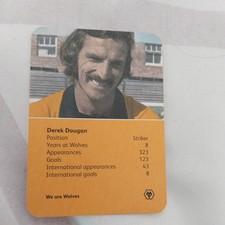 Derek Dougan
Position Striker
Years at Wolves 8
Appearances 323
Goals 123
International appearances 43
International goals 8
We are Wolves